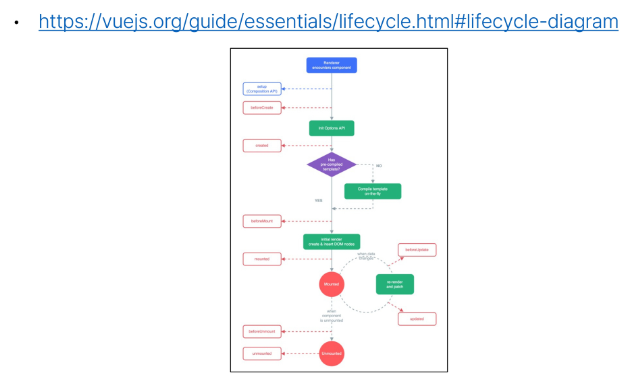 • https://vuejs.org/guide/essentials/lifecycle.html#lifecycle-diagram
Renderer
encounters component
setup
(Composition API)
beforeCreate
Init Options API
created
Has
pre-compiled
template?
NO
Compile template
on-the-fly
YES
beforeMount
Initial render
create & insert DOM nodes
mounted
when data
changes
beforeUpdate
Mounted
re-render
and patch
updated
when
component
is unmounted
beforeUnmount
Unmounted
unmounted